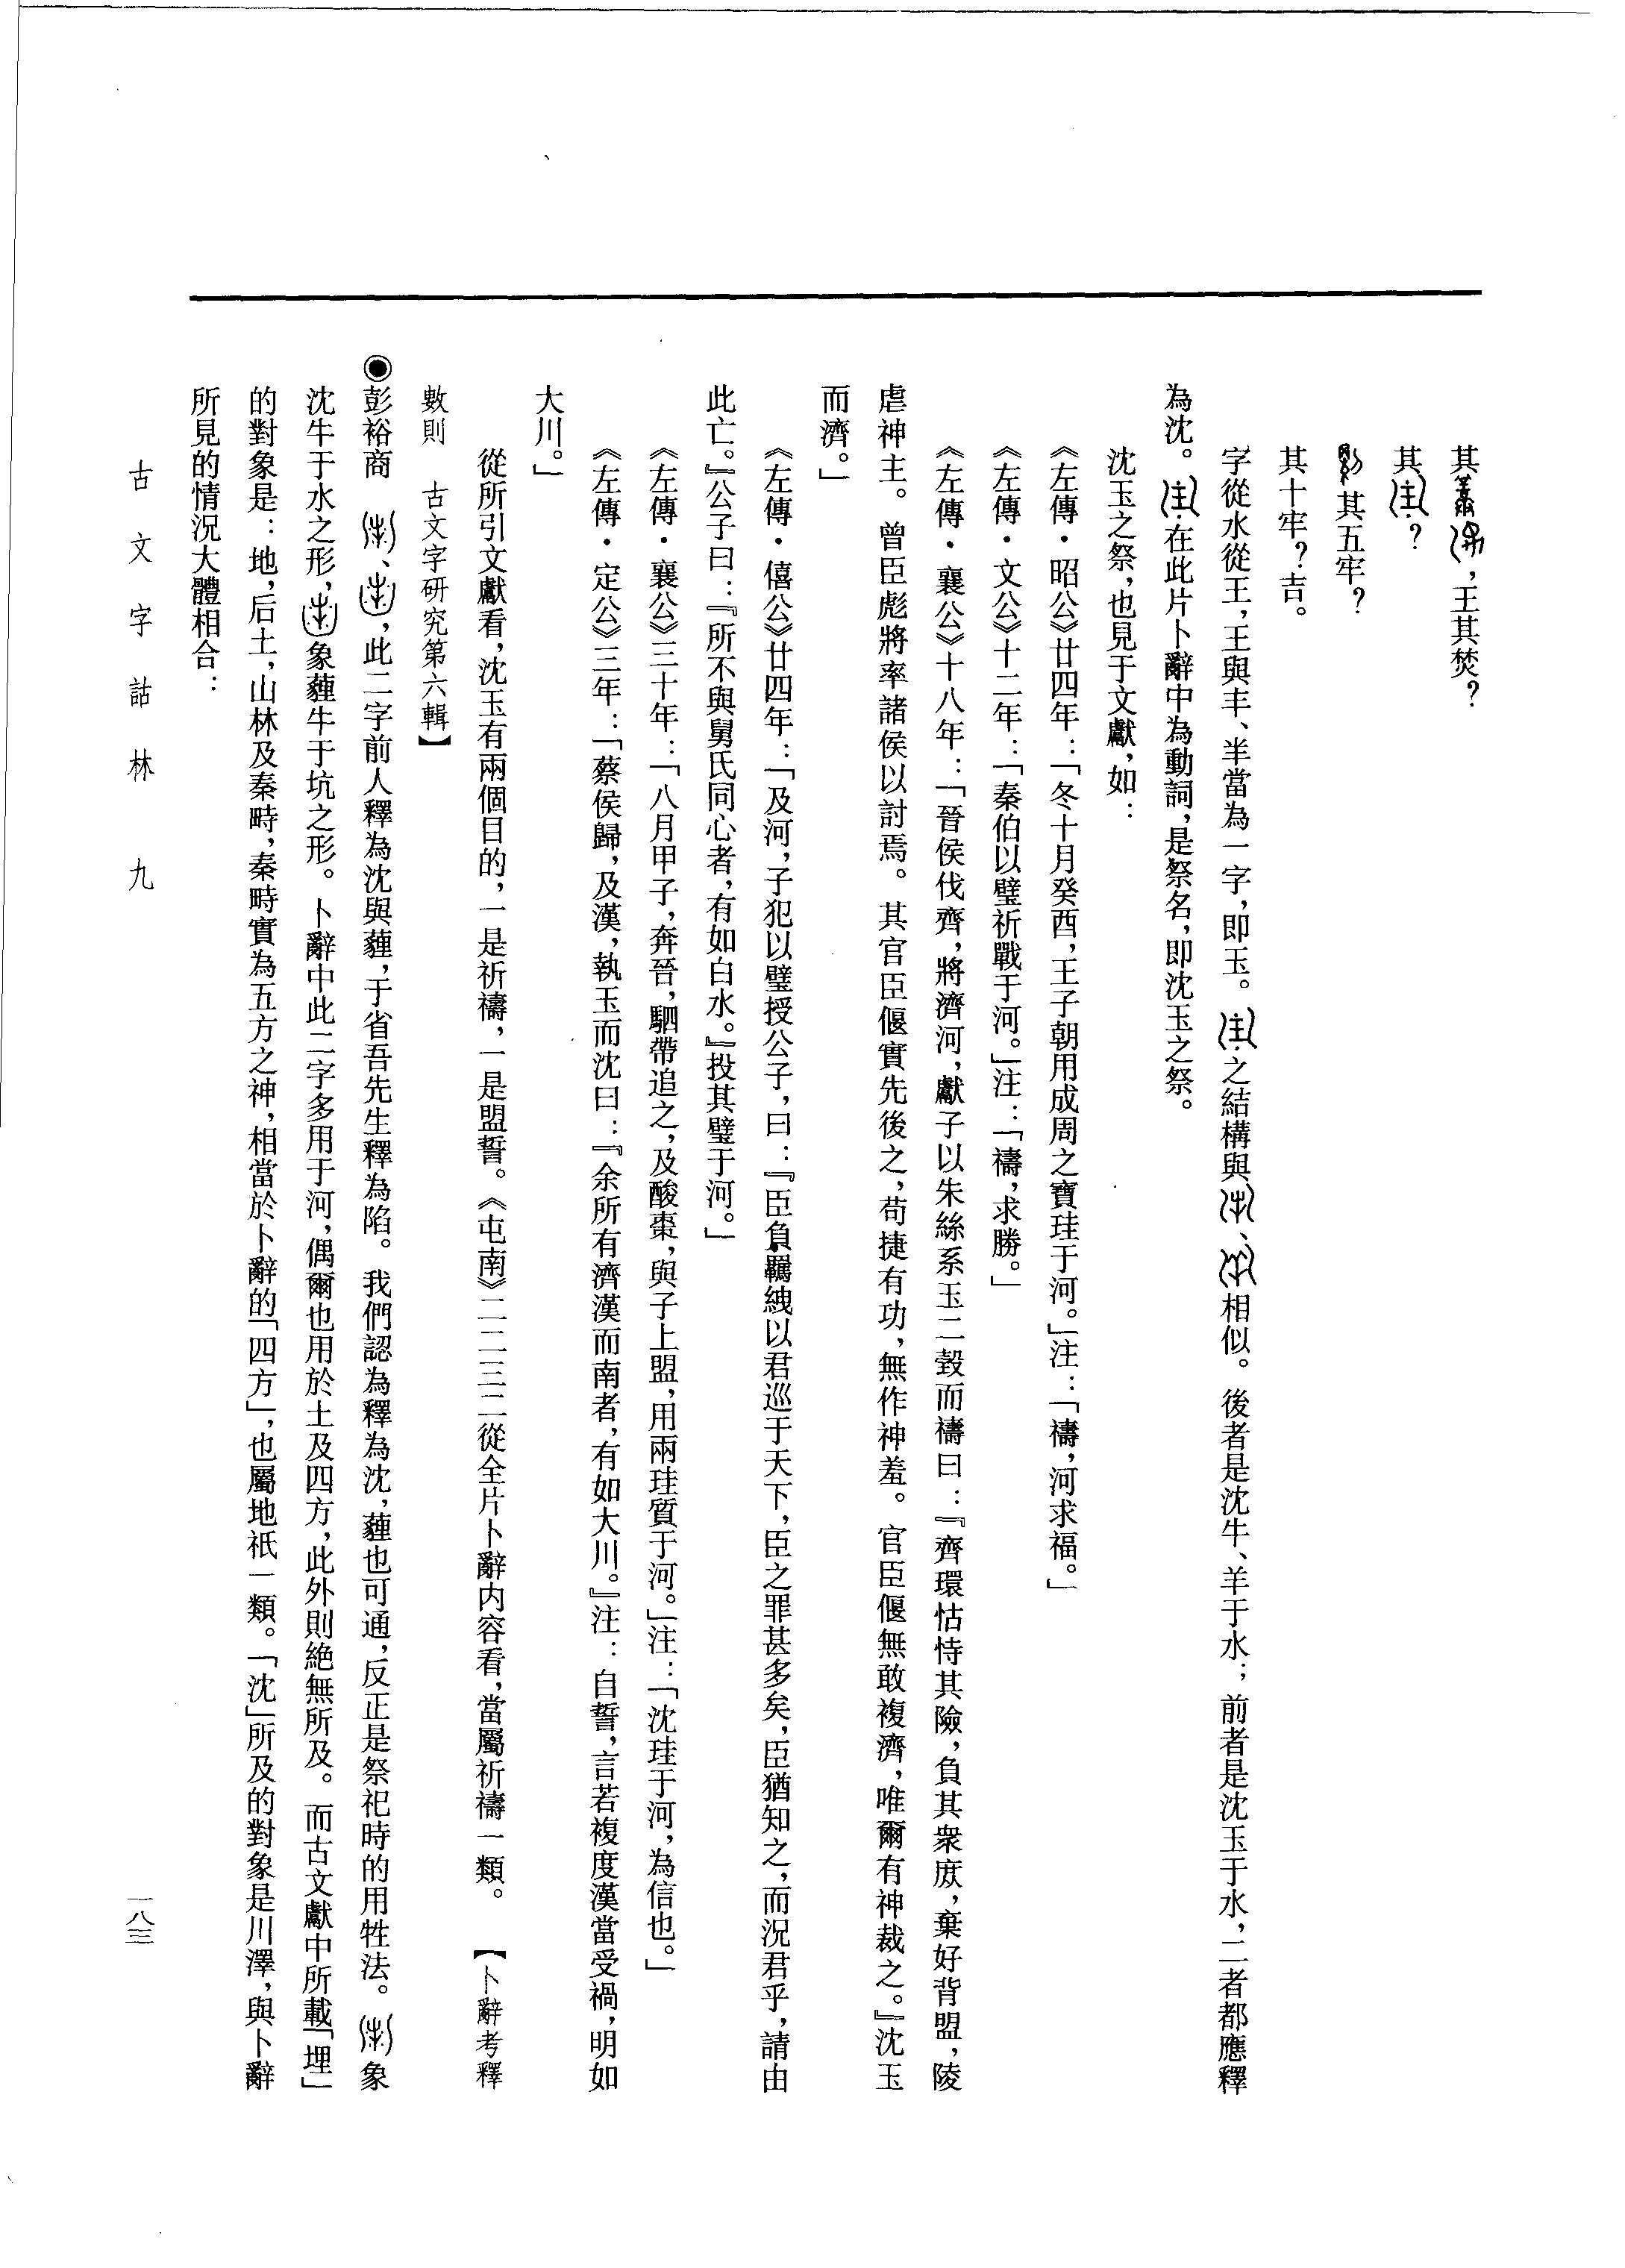 其，王其焚？
其？
其五牢？
其十牢？吉。
字從水從王，王與丰、半當為一字，即玉。之結構與、相似。後者是沈牛、羊于水；前者是沈玉于水，二者都應釋
為沈。在此片卜辭中為動詞，是祭名，即沈玉之祭。
沈玉之祭，也見于文獻，如：
《左傳·昭公》廿四年：「冬十月癸酉，王子朝用成周之寶珪于河。」注：「禱，河求福。」
《左傳·文公》十二年：「秦伯以璧祈戰于河。」注：「禱，求勝。」
《左傳·襄公》十八年：「晉侯伐齊，將濟河，獻子以朱絲系玉二瑴而禱曰：『齊環怙恃其險，負其衆庶，棄好背盟，陵
虐神主。曾臣彪將率諸侯以討焉。其官臣偃實先後之，苟捷有功，無作神羞。官臣偃無敢複濟，唯爾有神裁之。』沈玉
而濟。」
《左傳·僖公》廿四年：「及河，子犯以璧授公子，曰：『臣負羈紲以君巡于天下，臣之罪甚多矣，臣猶知之，而況君乎，請由
此亡。』公子曰：『所不與舅氏同心者，有如白水。』投其璧于河。」
《左傳·襄公》三十年：「八月甲子，奔晉，駟帶追之，及酸棗，與子上盟，用兩珪質于河。」注：「沈珪于河，為信也。」
《左傳·定公》三年：「蔡侯歸，及漢，執玉而沈曰：『余所有濟漢而南者，有如大川。』注：自誓，言若複度漢當受禍，明如
大川。」
從所引文獻看，沈玉有兩個目的，一是祈禱，一是盟誓。《屯南》二二三二從全片卜辭内容看，當屬祈禱一類。【卜辭考釋
數則　古文字研究第六輯】
◉彭裕商　、，此二字前人釋為沈與薶，于省吾先生釋為陷。我們認為釋為沈，薶也可通，反正是祭祀時的用牲法。象
沈牛于水之形，象薶牛于坑之形。卜辭中此二字多用于河，偶爾也用於土及四方，此外則絶無所及。而古文獻中所載「埋」
的對象是：地，后土，山林及秦畤，秦畤實為五方之神，相當於卜辭的「四方」，也屬地祇一類。「沈」所及的對象是川澤，與卜辭
所見的情況大體相合：
古文字詁林　九
一八三